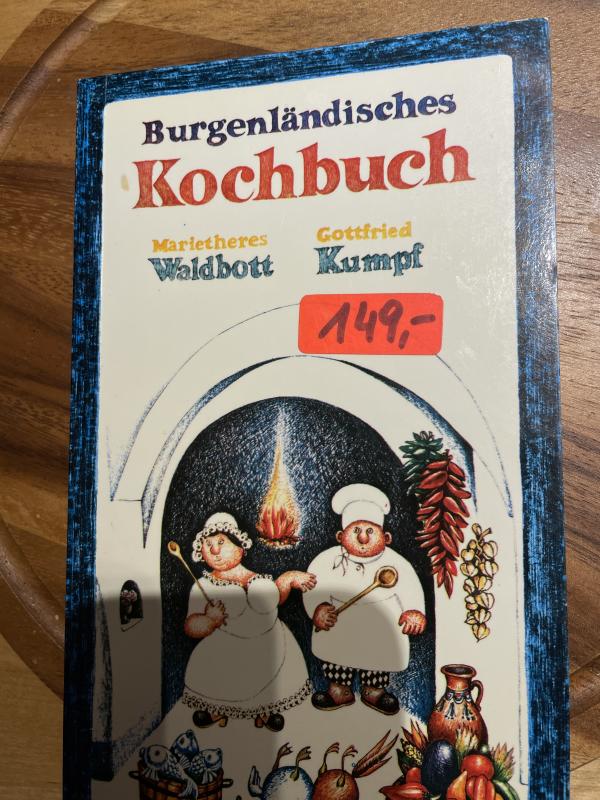 Burgenländisches
Kochbuch
Marietheres
Waldbott
Gottfried
Kumpf
149,-